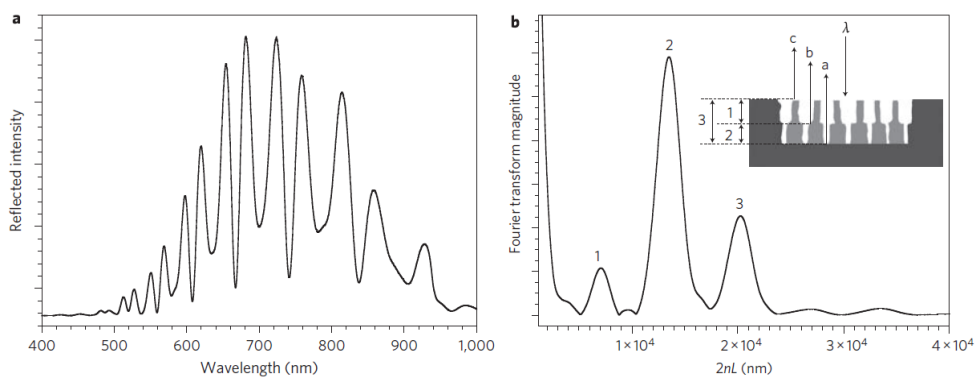 a
Reflected intensity
400 500 600 700 800 900 1,000
Wavelength (nm)
b
Fourier transform magnitude
1
2
3
c
b
a
λ
3
1
2
1 × 10⁴ 2 × 10⁴ 3 × 10⁴ 4 × 10⁴
2nL (nm)